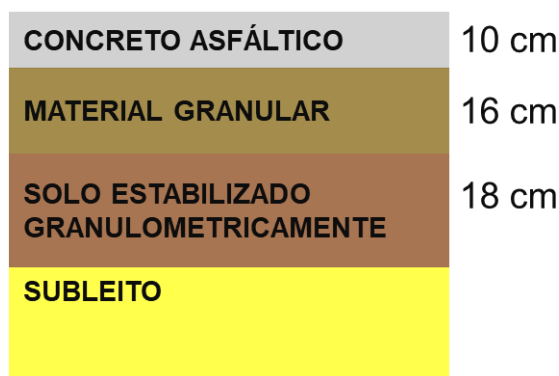 CONCRETO ASFÁLTICO 10 cm
MATERIAL GRANULAR 16 cm
SOLO ESTABILIZADO 18 cm
GRANULOMETRICAMENTE
SUBLEITO